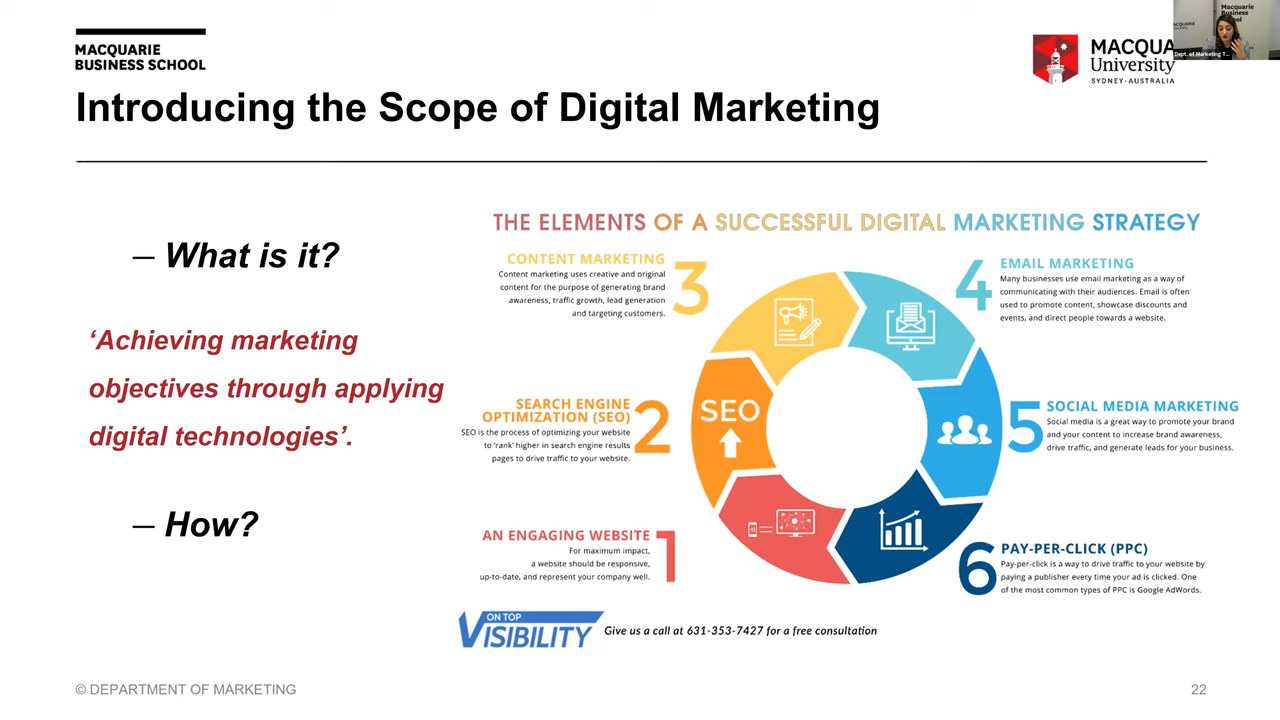 MACQUARIE
BUSINESS SCHOOL
MACQUA
University
SYDNEY·AUSTRALIA
Macquarie
Business
School
Dept. of Marketing T...
Introducing the Scope of Digital Marketing
– What is it?
‘Achieving marketing
objectives through applying
digital technologies’.
– How?
THE ELEMENTS OF A SUCCESSFUL DIGITAL MARKETING STRATEGY
CONTENT MARKETING
3
Content marketing uses creative and original
content for the purpose of generating brand
awareness, traffic growth, lead generation
and targeting customers.
4
EMAIL MARKETING
Many businesses use email marketing as a way of
communicating with their audiences. Email is often
used to promote content, showcase discounts and
events, and direct people towards a website.
SEARCH ENGINE
OPTIMIZATION (SEO)
2
SEO is the process of optimizing your website
to ‘rank’ higher in search engine results
pages to drive traffic to your website.
SEO
5
SOCIAL MEDIA MARKETING
Social media is a great way to promote your brand
and your content to increase brand awareness,
drive traffic, and generate leads for your business.
AN ENGAGING WEBSITE
1
For maximum impact,
a website should be responsive,
up-to-date, and represent your company well.
6
PAY-PER-CLICK (PPC)
Pay-per-click is a way to drive traffic to your website by
paying a publisher every time your ad is clicked. One
of the most common types of PPC is Google AdWords.
ON TOP
VISIBILITY
Give us a call at 631-353-7427 for a free consultation
© DEPARTMENT OF MARKETING
22